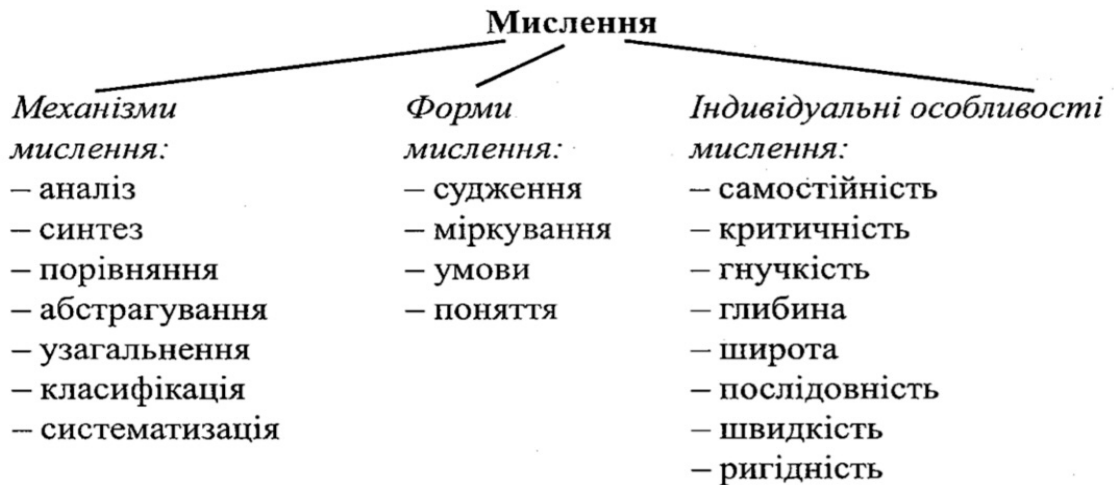 Мислення
Механізми
мислення:
– аналіз
– синтез
– порівняння
– абстрагування
– узагальнення
– класифікація
– систематизація
Форми
мислення:
– судження
– міркування
– умови
– поняття
Індивідуальні особливості
мислення:
– самостійність
– критичність
– гнучкість
– глибина
– широта
– послідовність
– швидкість
– ригідність